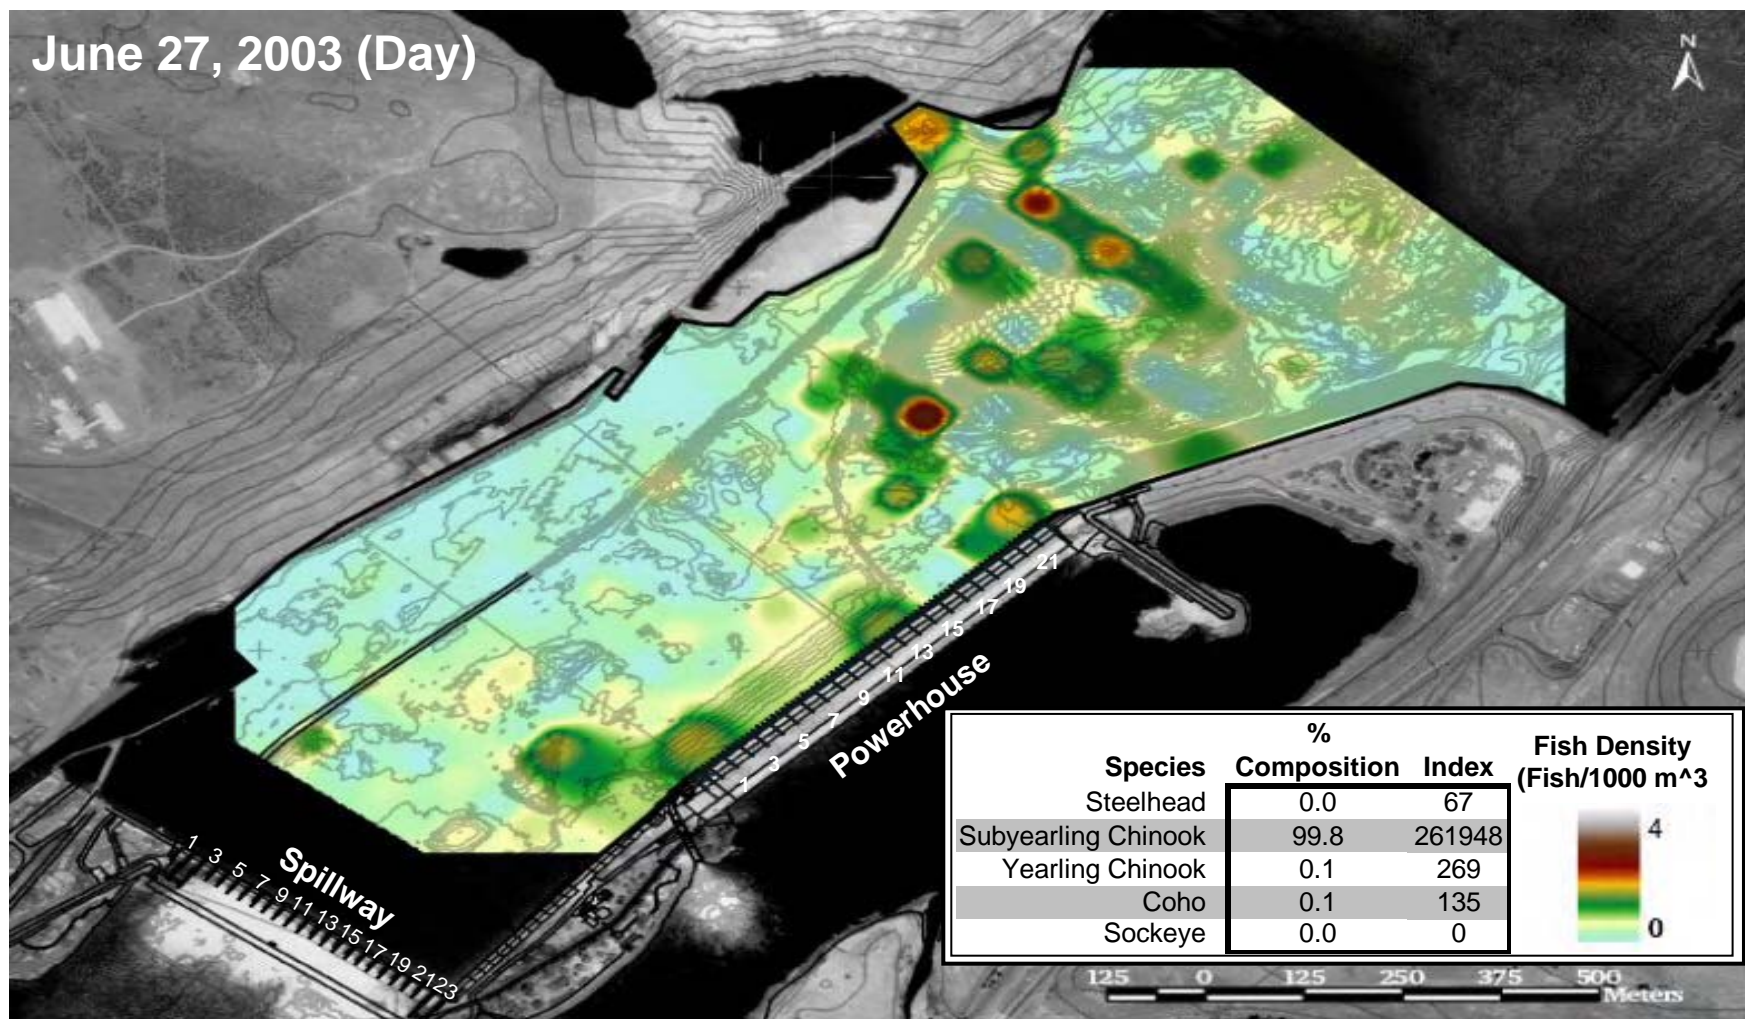 June 27, 2003 (Day)
N
21
19
17
15
13
11
9
7
5
3
1
Powerhouse
Spillway
1 3 5 7 9 11 13 15 17 19 21 23
%
Species Composition Index
Steelhead 0.0 67
Subyearling Chinook 99.8 261948
Yearling Chinook 0.1 269
Coho 0.1 135
Sockeye 0.0 0
Fish Density
(Fish/1000 m^3
4
0
125 0 125 250 375 500
Meters